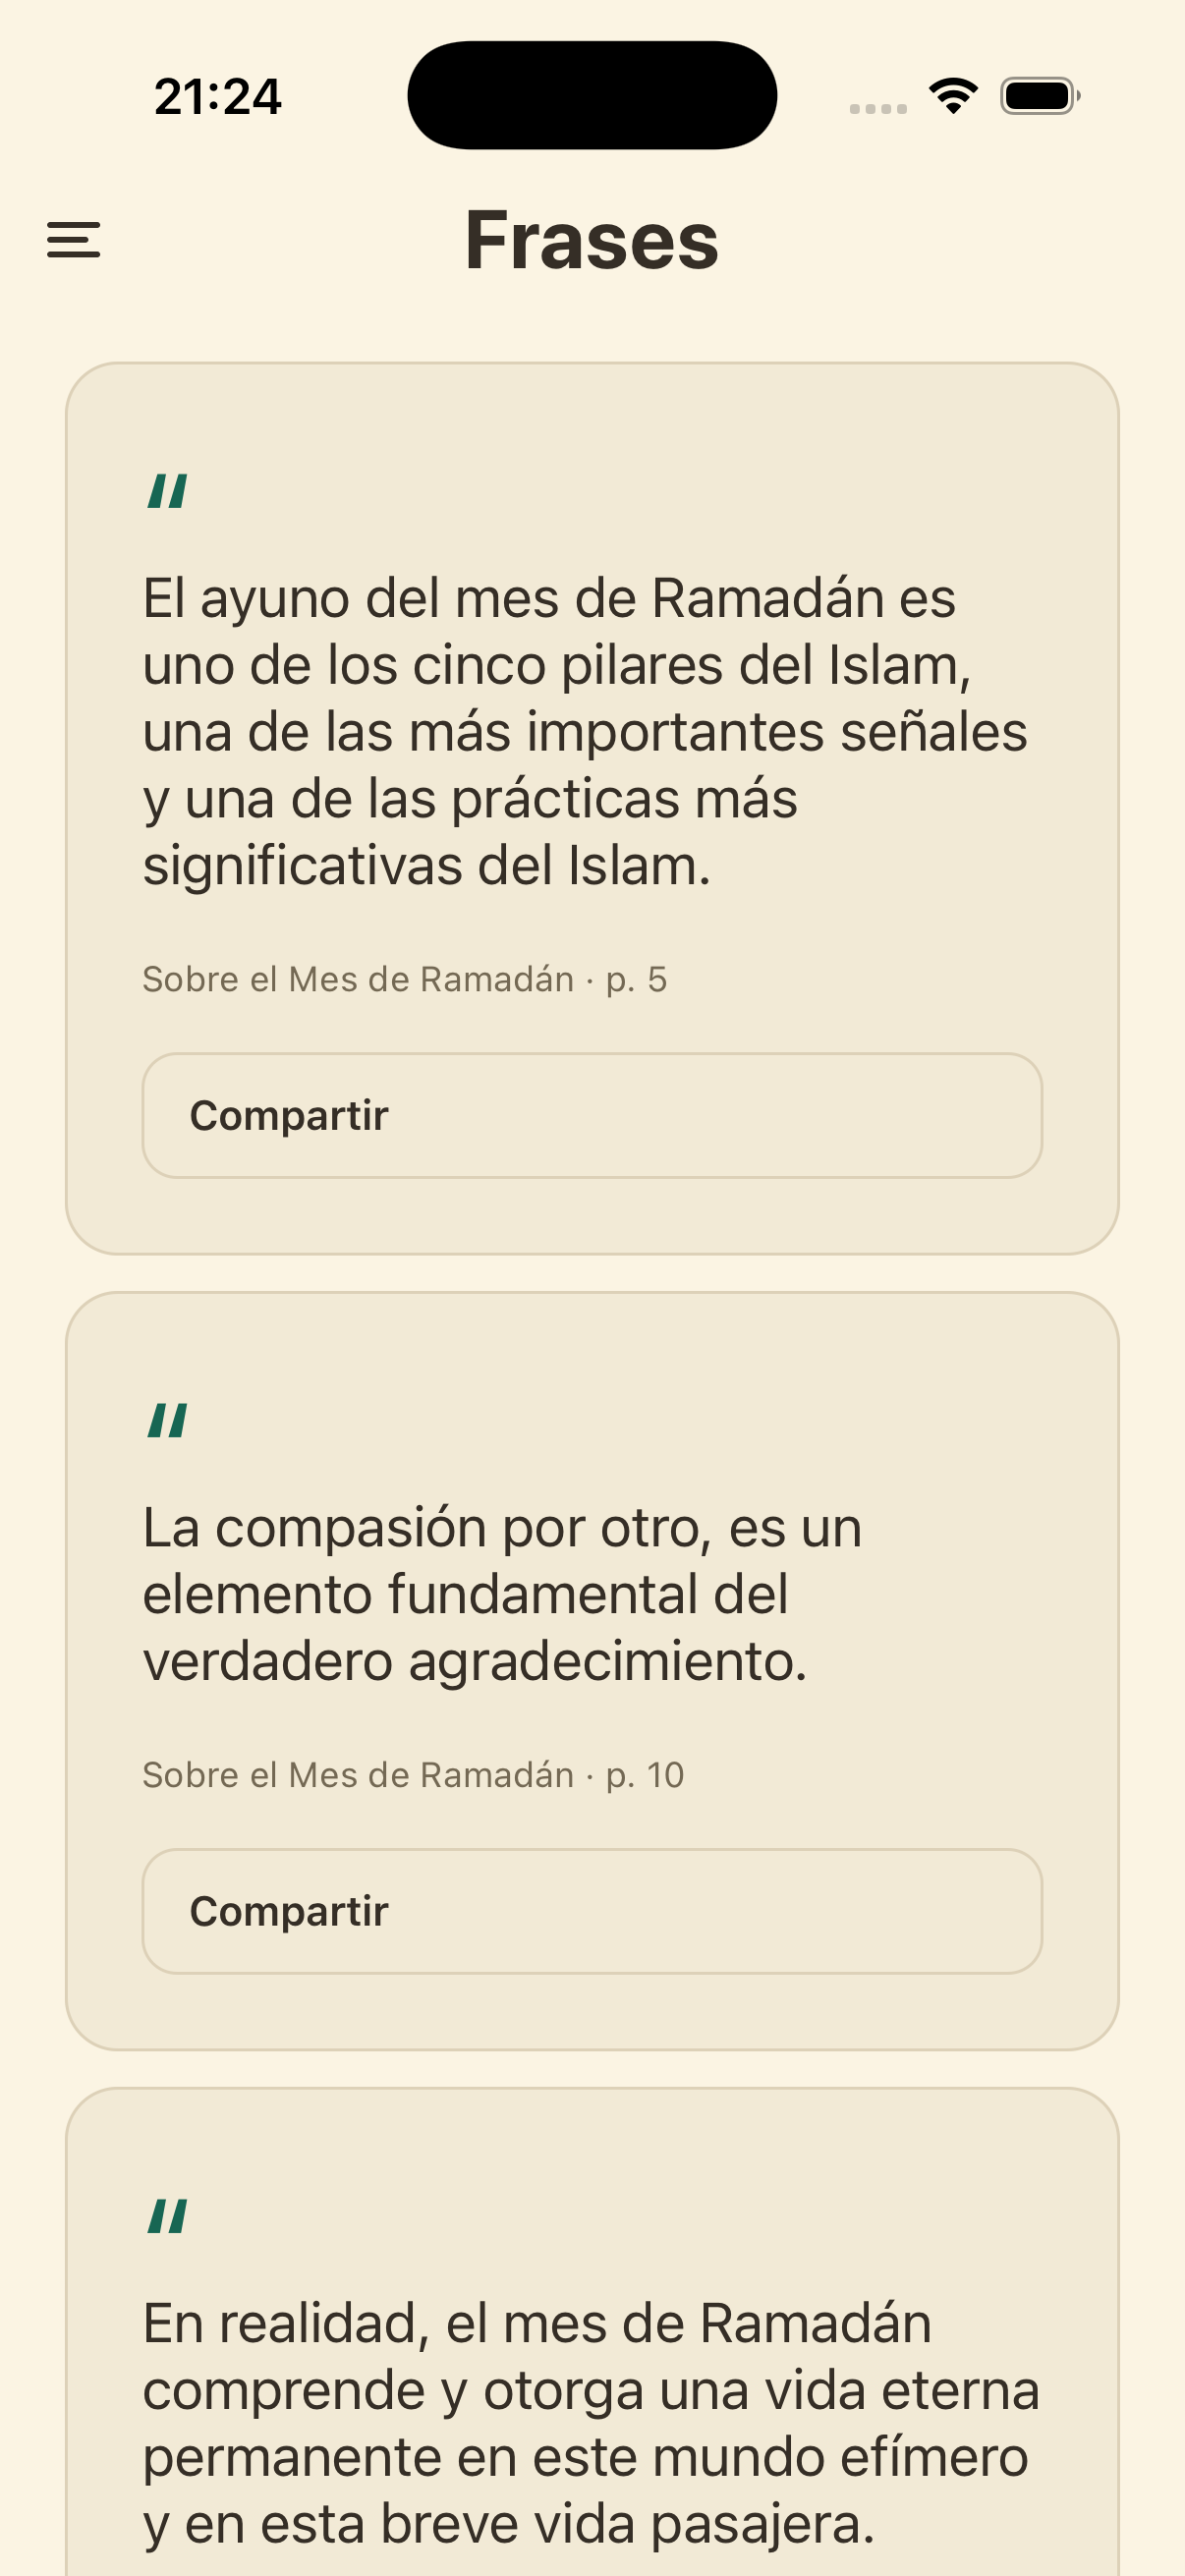 21:24
Frases
“
El ayuno del mes de Ramadán es
uno de los cinco pilares del Islam,
una de las más importantes señales
y una de las prácticas más
significativas del Islam.
Sobre el Mes de Ramadán · p. 5
Compartir
“
La compasión por otro, es un
elemento fundamental del
verdadero agradecimiento.
Sobre el Mes de Ramadán · p. 10
Compartir
“
En realidad, el mes de Ramadán
comprende y otorga una vida eterna
permanente en este mundo efímero
y en esta breve vida pasajera.